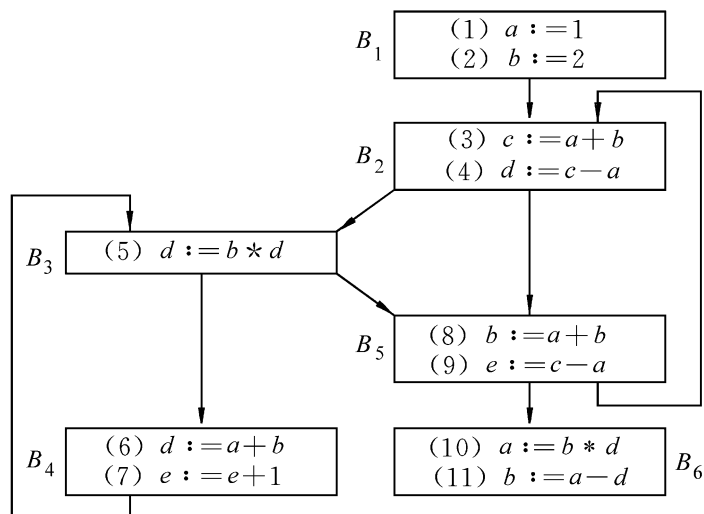 B₁
(1) a := 1
(2) b := 2
B₂
(3) c := a + b
(4) d := c − a
B₃
(5) d := b * d
B₅
(8) b := a + b
(9) e := c − a
B₄
(6) d := a + b
(7) e := e + 1
(10) a := b * d
(11) b := a − d
B₆